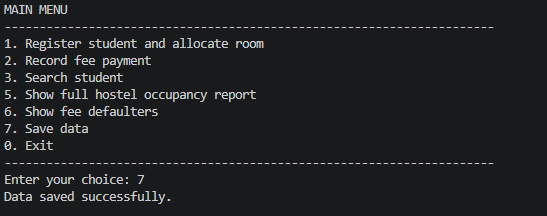 MAIN MENU
----------------------------------------------------------------------
1. Register student and allocate room
2. Record fee payment
3. Search student
5. Show full hostel occupancy report
6. Show fee defaulters
7. Save data
0. Exit
----------------------------------------------------------------------
Enter your choice: 7
Data saved successfully.